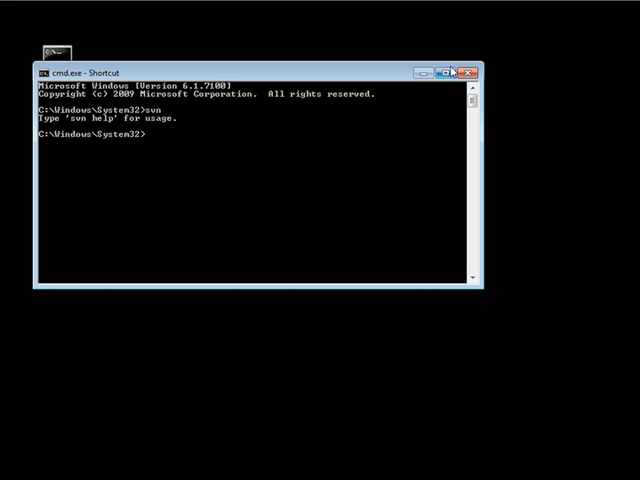 cmd.exe - Shortcut
Microsoft Windows [Version 6.1.7100]
Copyright (c) 2009 Microsoft Corporation.  All rights reserved.
C:\Windows\System32>svn
Type 'svn help' for usage.
C:\Windows\System32>